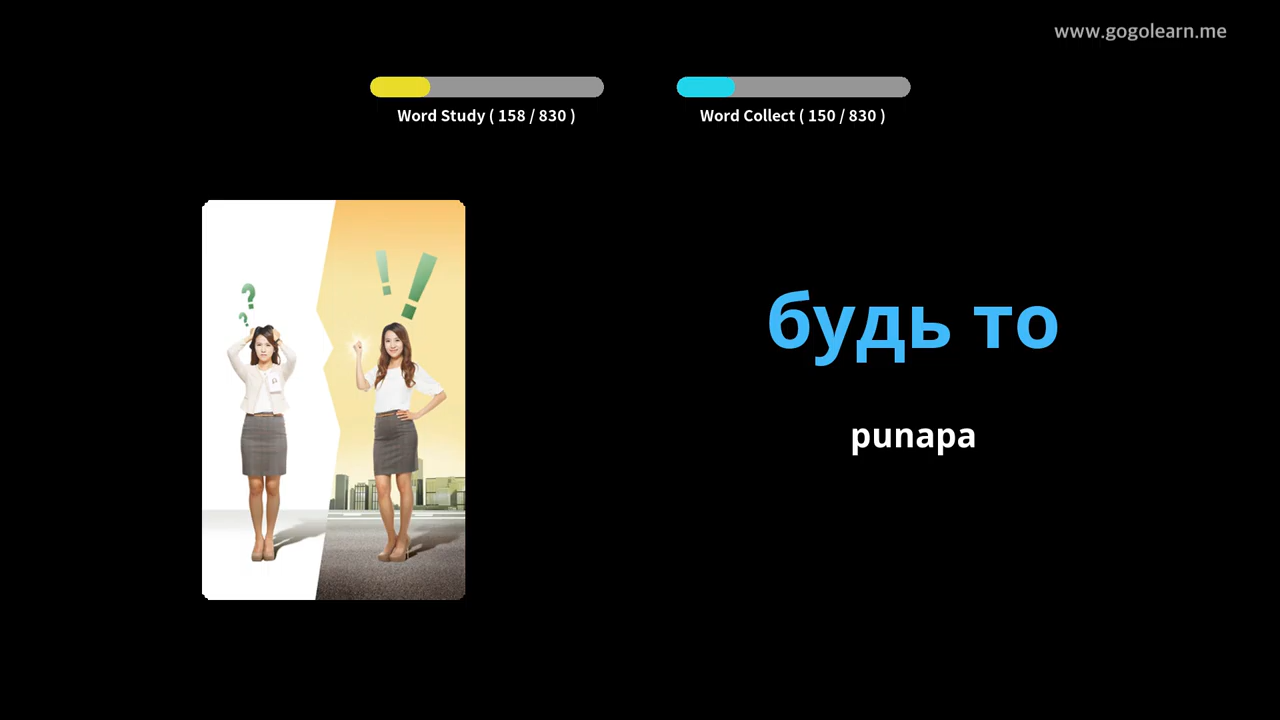 www.gogolearn.me
Word Study ( 158 / 830 )
Word Collect ( 150 / 830 )
? ?
! !
будь то
punapa